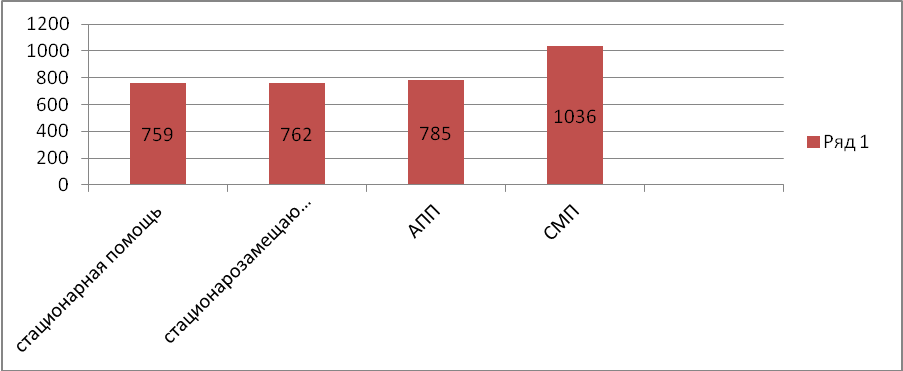 1200
1000
800
600
400
200
0
759
762
785
1036
стационарная помощь
стационарозамещаю...
АПП
СМП
Ряд 1